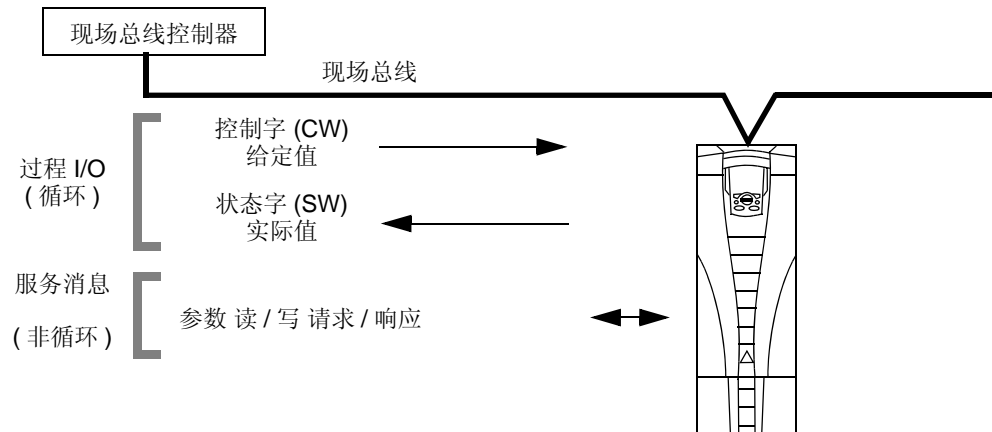 现场总线控制器
现场总线
过程 I/O
( 循环 )
控制字 (CW)
给定值
状态字 (SW)
实际值
服务消息
( 非循环 )
参数 读 / 写 请求 / 响应